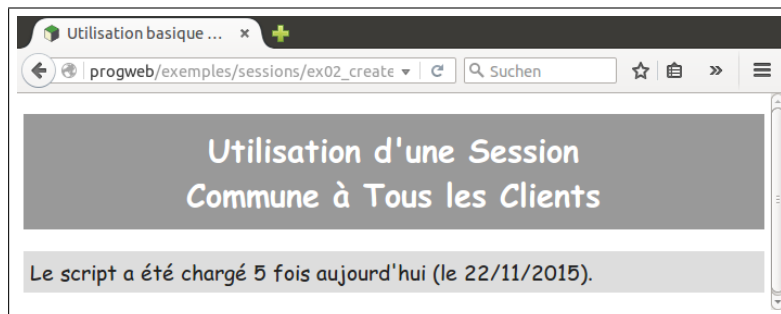 Utilisation basique ...
progweb/exemples/sessions/ex02_create
Suchen
Utilisation d'une Session
Commune à Tous les Clients
Le script a été chargé 5 fois aujourd'hui (le 22/11/2015).